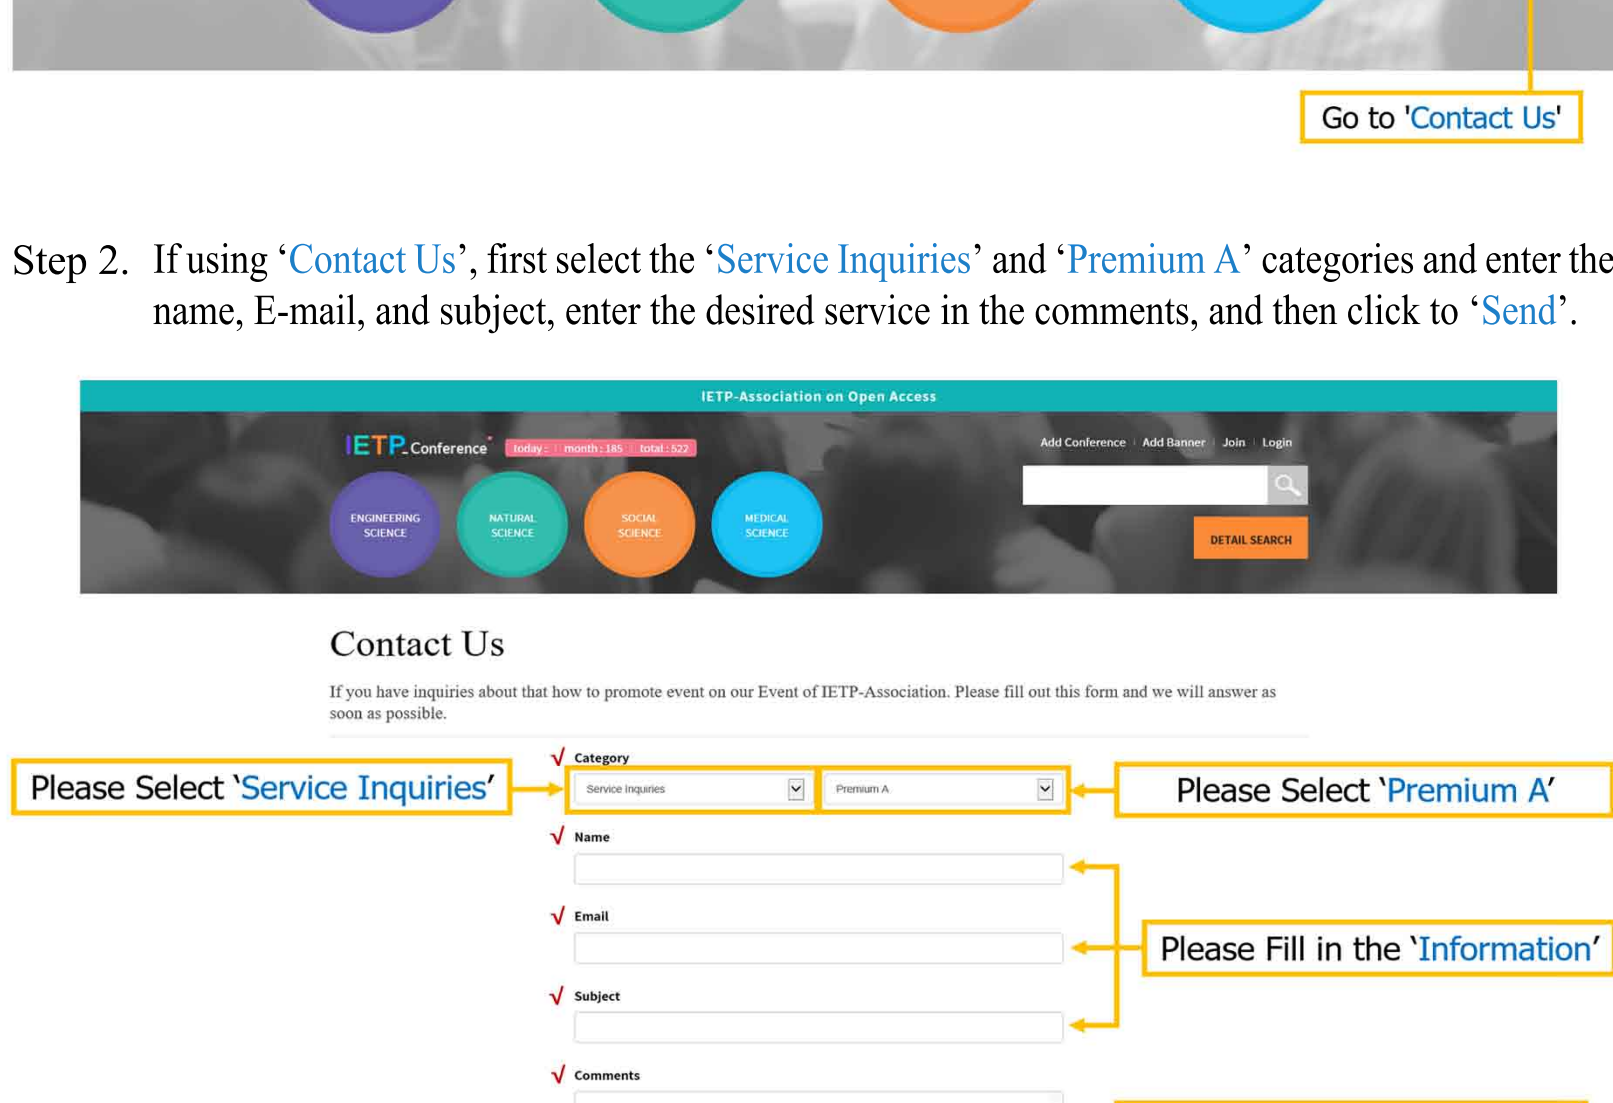 Go to 'Contact Us'
Step 2. If using ‘Contact Us’, first select the ‘Service Inquiries’ and ‘Premium A’ categories and enter the
name, E-mail, and subject, enter the desired service in the comments, and then click to ‘Send’.
IETP-Association on Open Access
IETP-Conference today : month : 185 total : 522
Add Conference Add Banner Join Login
ENGINEERING
SCIENCE
NATURAL
SCIENCE
SOCIAL
SCIENCE
MEDICAL
SCIENCE
DETAIL SEARCH
Contact Us
If you have inquiries about that how to promote event on our Event of IETP-Association. Please fill out this form and we will answer as
soon as possible.
√ Category
Please Select ‘Service Inquiries’
Service Inquiries
Premium A
Please Select ‘Premium A’
√ Name
√ Email
Please Fill in the ‘Information’
√ Subject
√ Comments